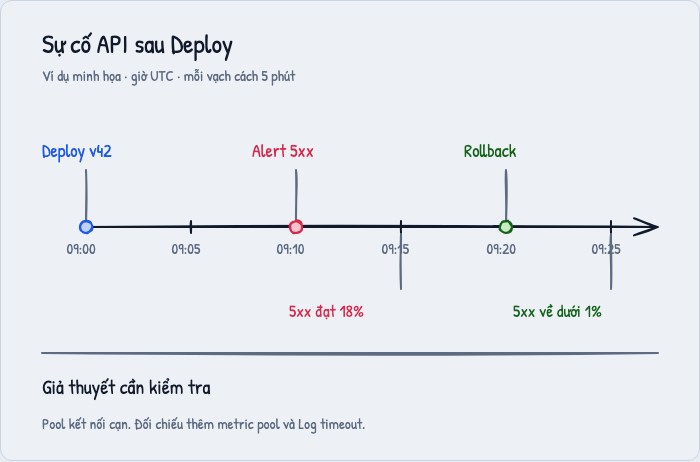 Sự cố API sau Deploy
Ví dụ minh họa · giờ UTC · mỗi vạch cách 5 phút
Deploy v42
Alert 5xx
Rollback
09:00
09:05
09:10
09:15
09:20
09:25
5xx đạt 18%
5xx về dưới 1%
Giả thuyết cần kiểm tra
Pool kết nối cạn. Đối chiếu thêm metric pool và Log timeout.